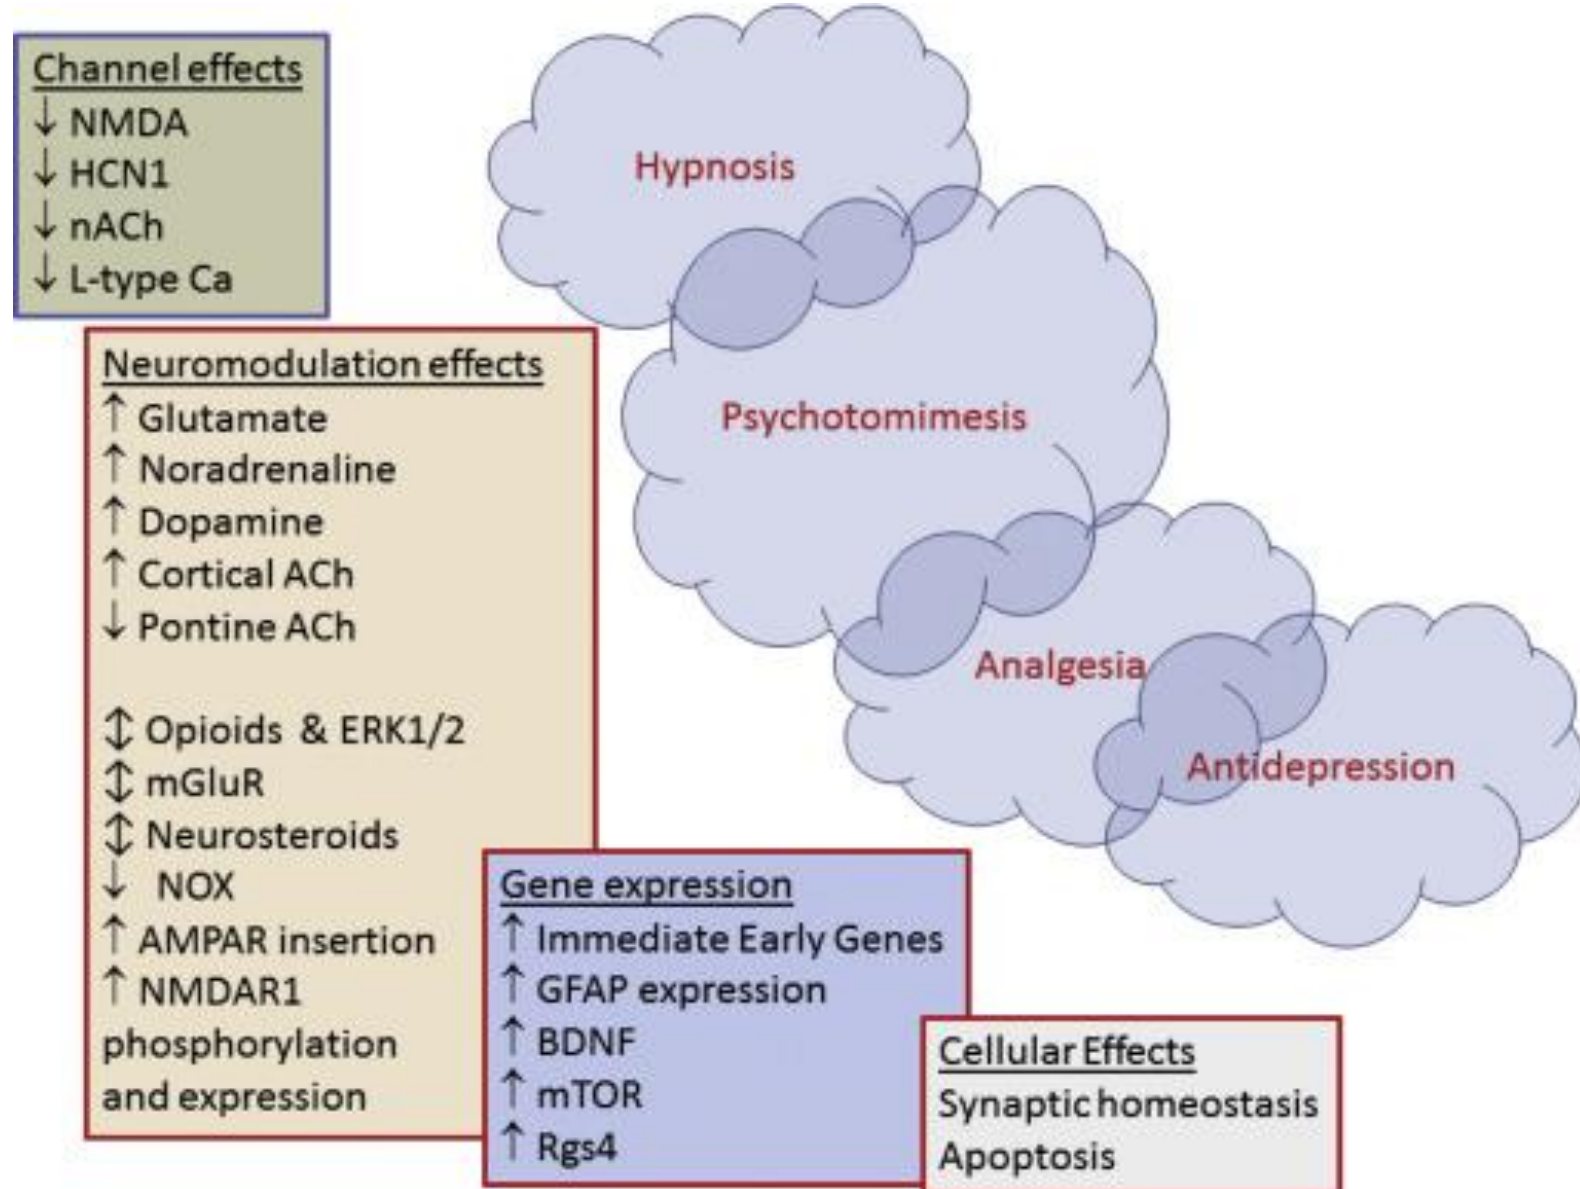 Channel effects
↓ NMDA
↓ HCN1
↓ nACh
↓ L-type Ca
Neuromodulation effects
↑ Glutamate
↑ Noradrenaline
↑ Dopamine
↑ Cortical ACh
↓ Pontine ACh
↕ Opioids & ERK1/2
↕ mGluR
↕ Neurosteroids
↓ NOX
↑ AMPAR insertion
↑ NMDAR1
phosphorylation
and expression
Gene expression
↑ Immediate Early Genes
↑ GFAP expression
↑ BDNF
↑ mTOR
↑ Rgs4
Cellular Effects
Synaptic homeostasis
Apoptosis
Hypnosis
Psychotomimesis
Analgesia
Antidepression